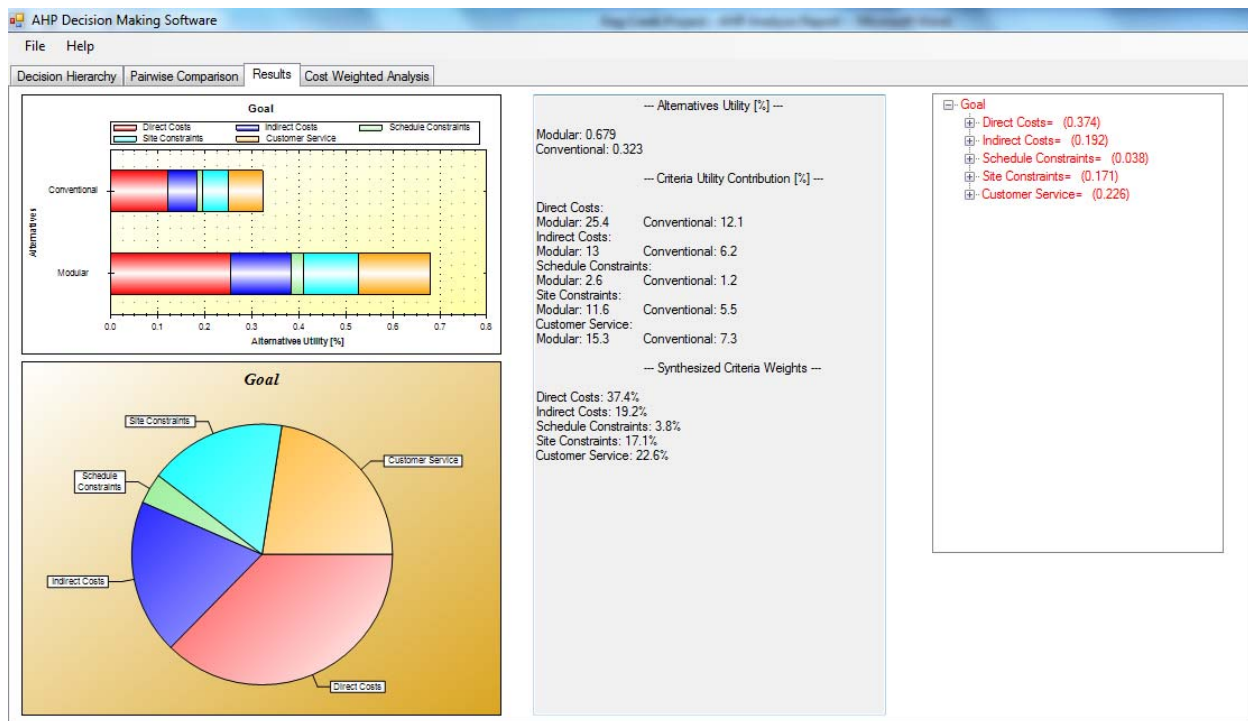 AHP Decision Making Software
File Help
Decision Hierarchy Pairwise Comparison Results Cost Weighted Analysis
Goal
Direct Costs Indirect Costs Schedule Constraints
Site Constraints Customer Service
Alternatives
Conventional
Modular
0.0 0.1 0.2 0.3 0.4 0.5 0.6 0.7 0.8
Alternatives Utility [%]
Goal
Site Constraints
Customer Service
Schedule
Constraints
Indirect Costs
Direct Costs
--- Alternatives Utility [%] ---
Modular: 0.679
Conventional: 0.323
--- Criteria Utility Contribution [%] ---
Direct Costs:
Modular: 25.4 Conventional: 12.1
Indirect Costs:
Modular: 13 Conventional: 6.2
Schedule Constraints:
Modular: 2.6 Conventional: 1.2
Site Constraints:
Modular: 11.6 Conventional: 5.5
Customer Service:
Modular: 15.3 Conventional: 7.3
--- Synthesized Criteria Weights ---
Direct Costs: 37.4%
Indirect Costs: 19.2%
Schedule Constraints: 3.8%
Site Constraints: 17.1%
Customer Service: 22.6%
Goal
Direct Costs= (0.374)
Indirect Costs= (0.192)
Schedule Constraints= (0.038)
Site Constraints= (0.171)
Customer Service= (0.226)